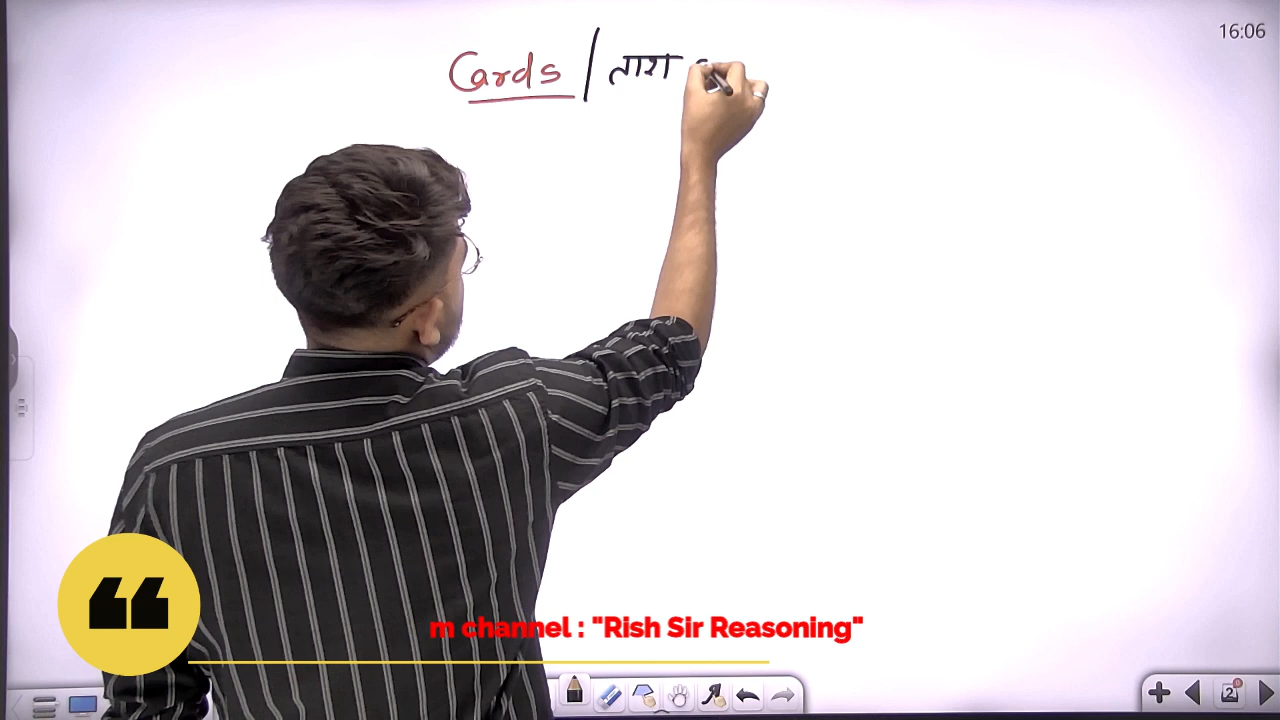 16:06
Cards / ताश
m channel : "Rish Sir Reasoning"
2